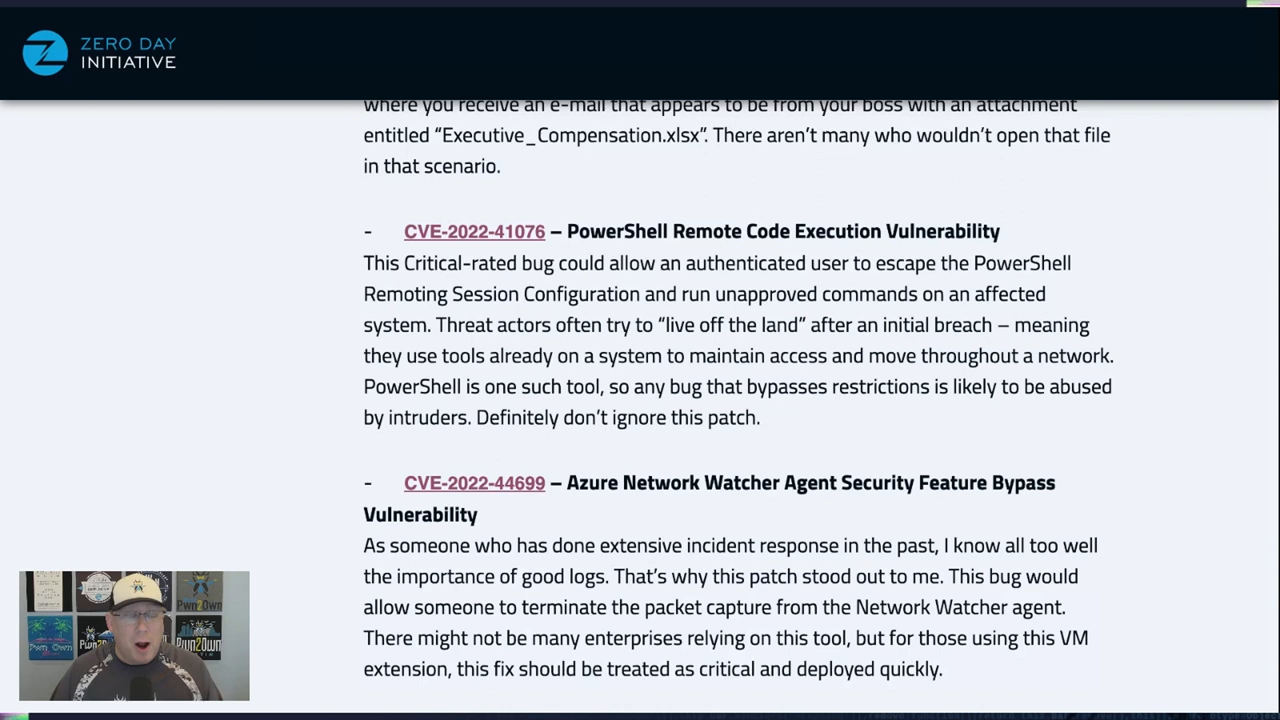 ZERO DAY
INITIATIVE
where you receive an e-mail that appears to be from your boss with an attachment
entitled “Executive_Compensation.xlsx”. There aren’t many who wouldn’t open that file
in that scenario.
- CVE-2022-41076 – PowerShell Remote Code Execution Vulnerability
This Critical-rated bug could allow an authenticated user to escape the PowerShell
Remoting Session Configuration and run unapproved commands on an affected
system. Threat actors often try to “live off the land” after an initial breach – meaning
they use tools already on a system to maintain access and move throughout a network.
PowerShell is one such tool, so any bug that bypasses restrictions is likely to be abused
by intruders. Definitely don’t ignore this patch.
- CVE-2022-44699 – Azure Network Watcher Agent Security Feature Bypass
Vulnerability
As someone who has done extensive incident response in the past, I know all too well
the importance of good logs. That’s why this patch stood out to me. This bug would
allow someone to terminate the packet capture from the Network Watcher agent.
There might not be many enterprises relying on this tool, but for those using this VM
extension, this fix should be treated as critical and deployed quickly.
Pwn2Own
Pwn Own